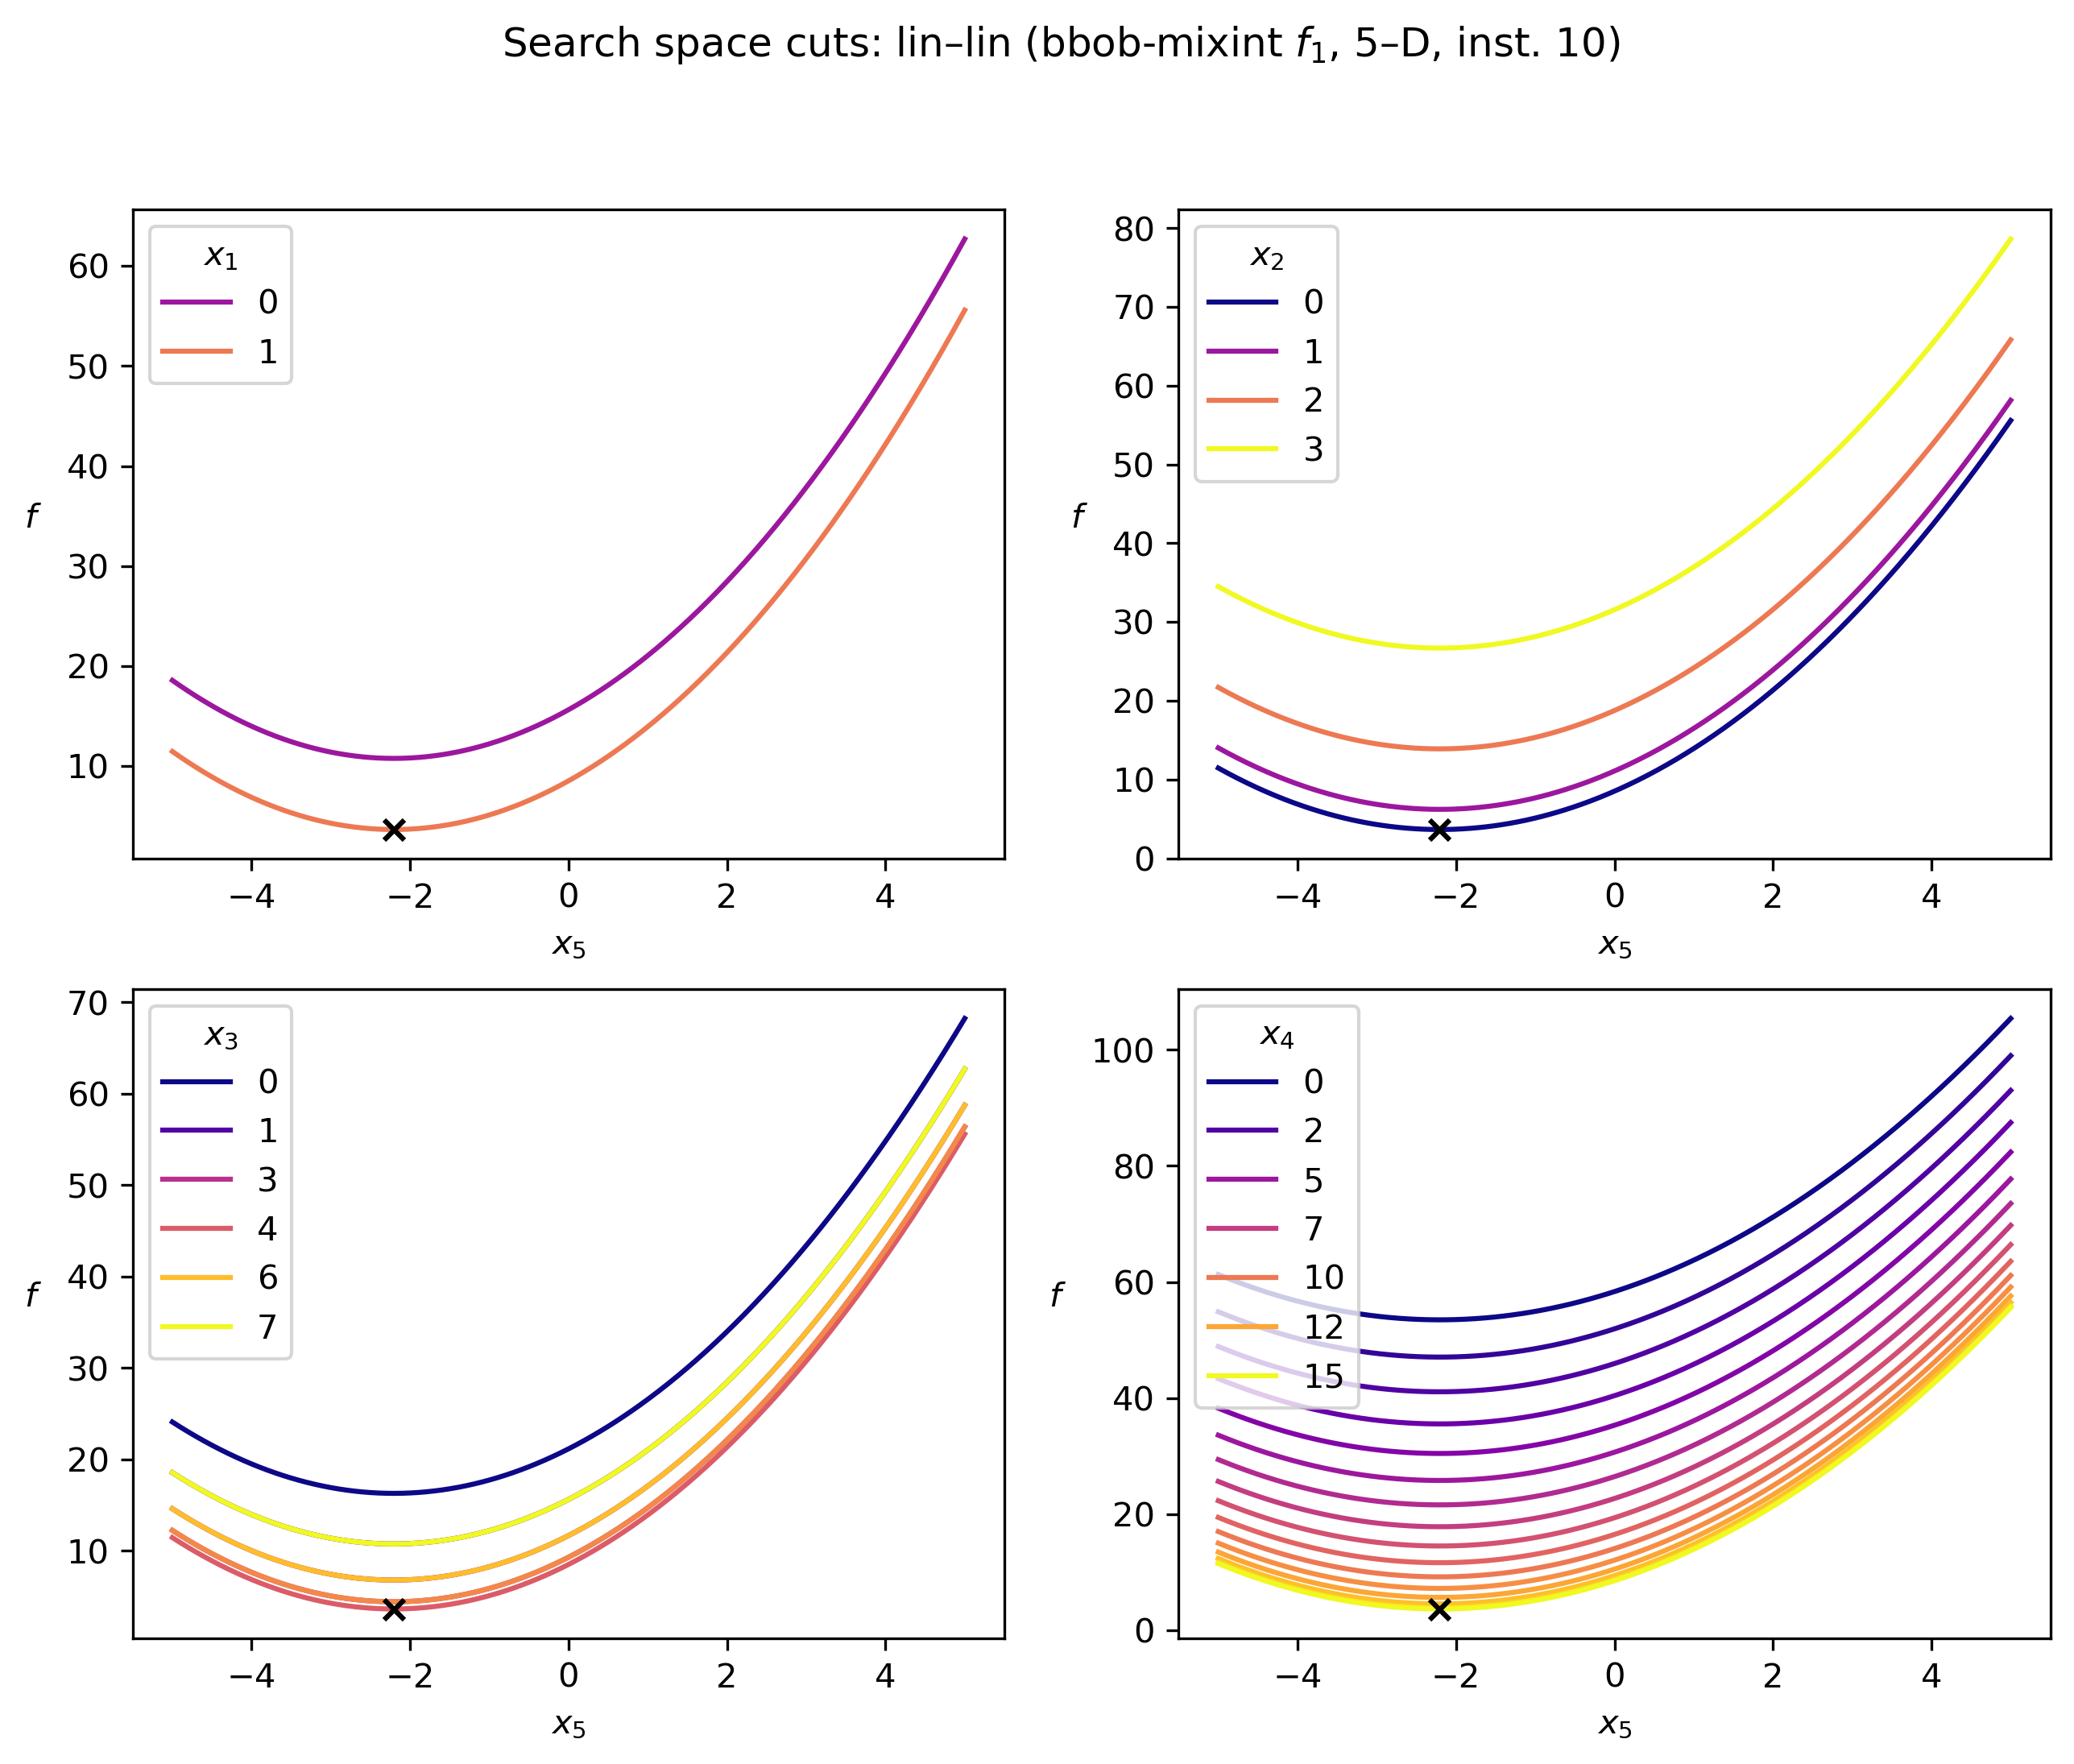 Search space cuts: lin–lin (bbob-mixint f₁, 5–D, inst. 10)
x₁
0
1
60
50
40
30
20
10
f
−4 −2 0 2 4
x₅
x₂
0
1
2
3
80
70
60
50
40
30
20
10
0
f
−4 −2 0 2 4
x₅
x₃
0
1
3
4
6
7
70
60
50
40
30
20
10
f
−4 −2 0 2 4
x₅
x₄
0
2
5
7
10
12
15
100
80
60
40
20
0
f
−4 −2 0 2 4
x₅